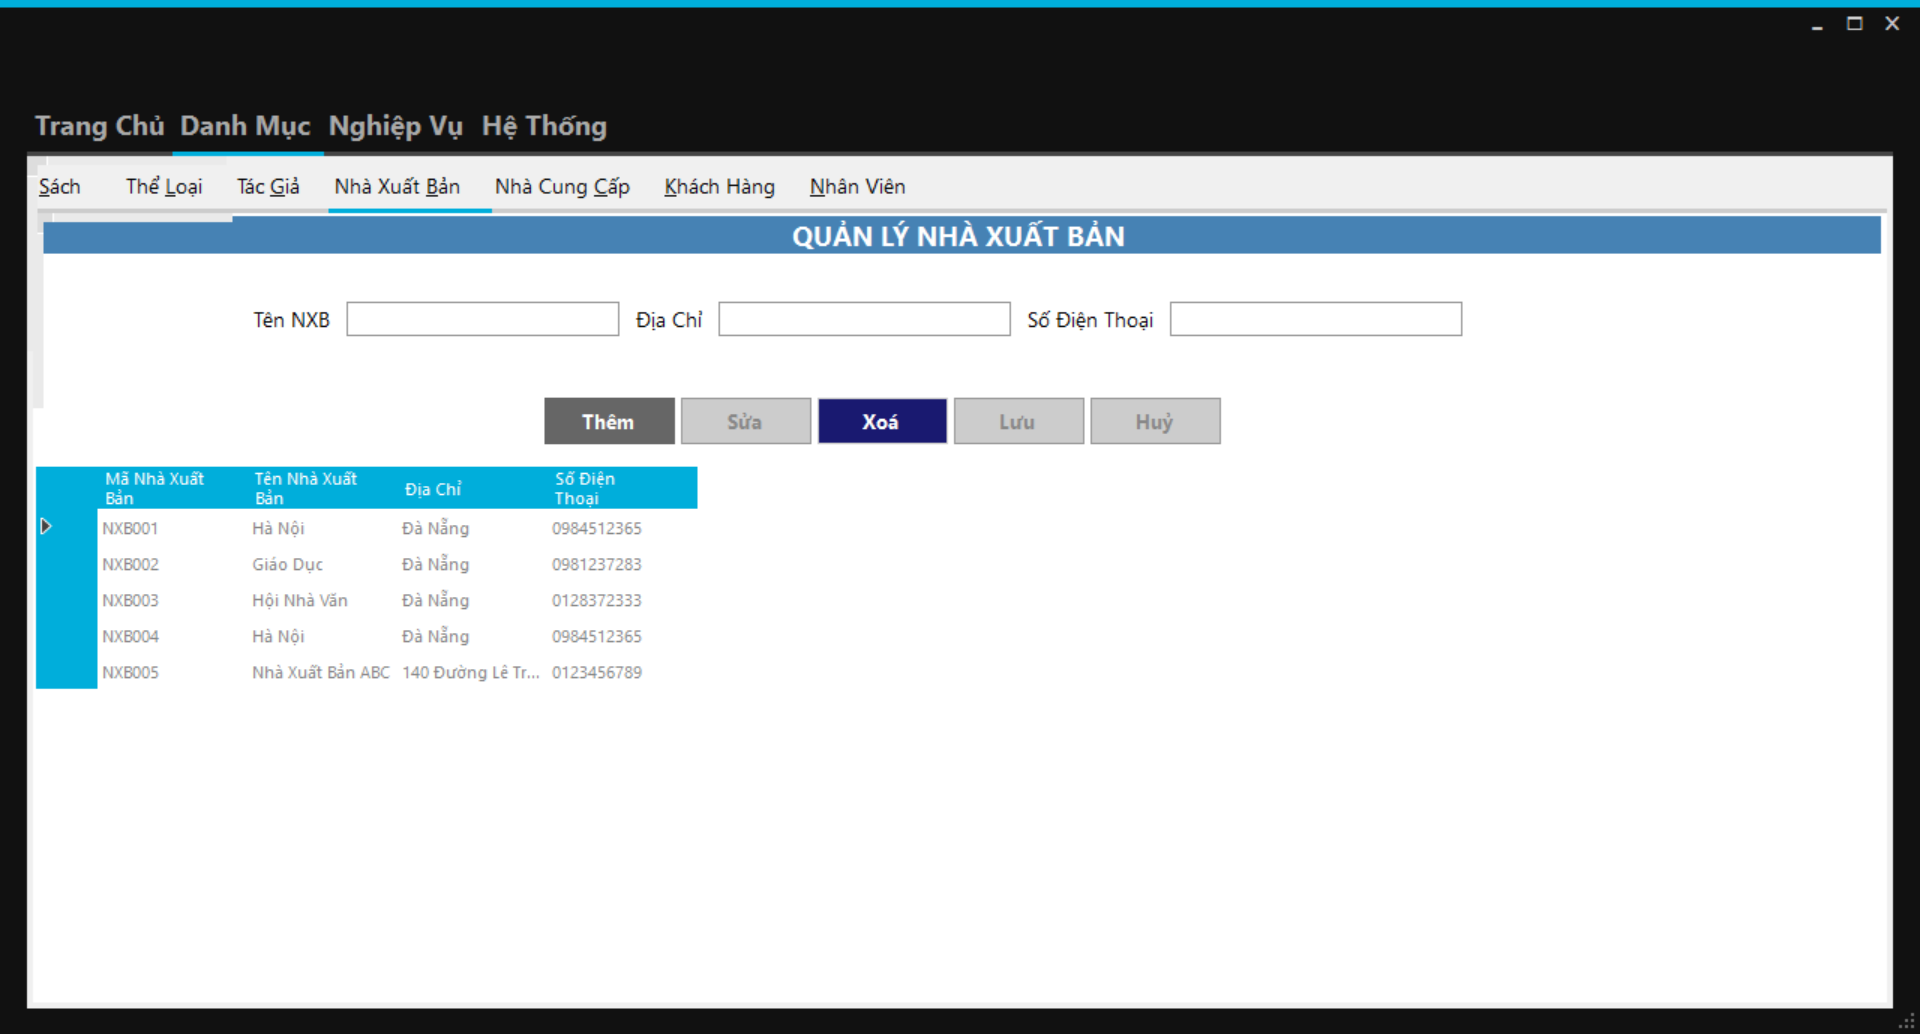 Trang Chủ Danh Mục Nghiệp Vụ Hệ Thống
Sách Thể Loại Tác Giả Nhà Xuất Bản Nhà Cung Cấp Khách Hàng Nhân Viên
QUẢN LÝ NHÀ XUẤT BẢN
Tên NXB Địa Chỉ Số Điện Thoại
Thêm Sửa Xoá Lưu Huỷ
Mã Nhà Xuất Bản Tên Nhà Xuất Bản Địa Chỉ Số Điện Thoại
NXB001 Hà Nội Đà Nẵng 0984512365
NXB002 Giáo Dục Đà Nẵng 0981237283
NXB003 Hội Nhà Văn Đà Nẵng 0128372333
NXB004 Hà Nội Đà Nẵng 0984512365
NXB005 Nhà Xuất Bản ABC 140 Đường Lê Tr... 0123456789